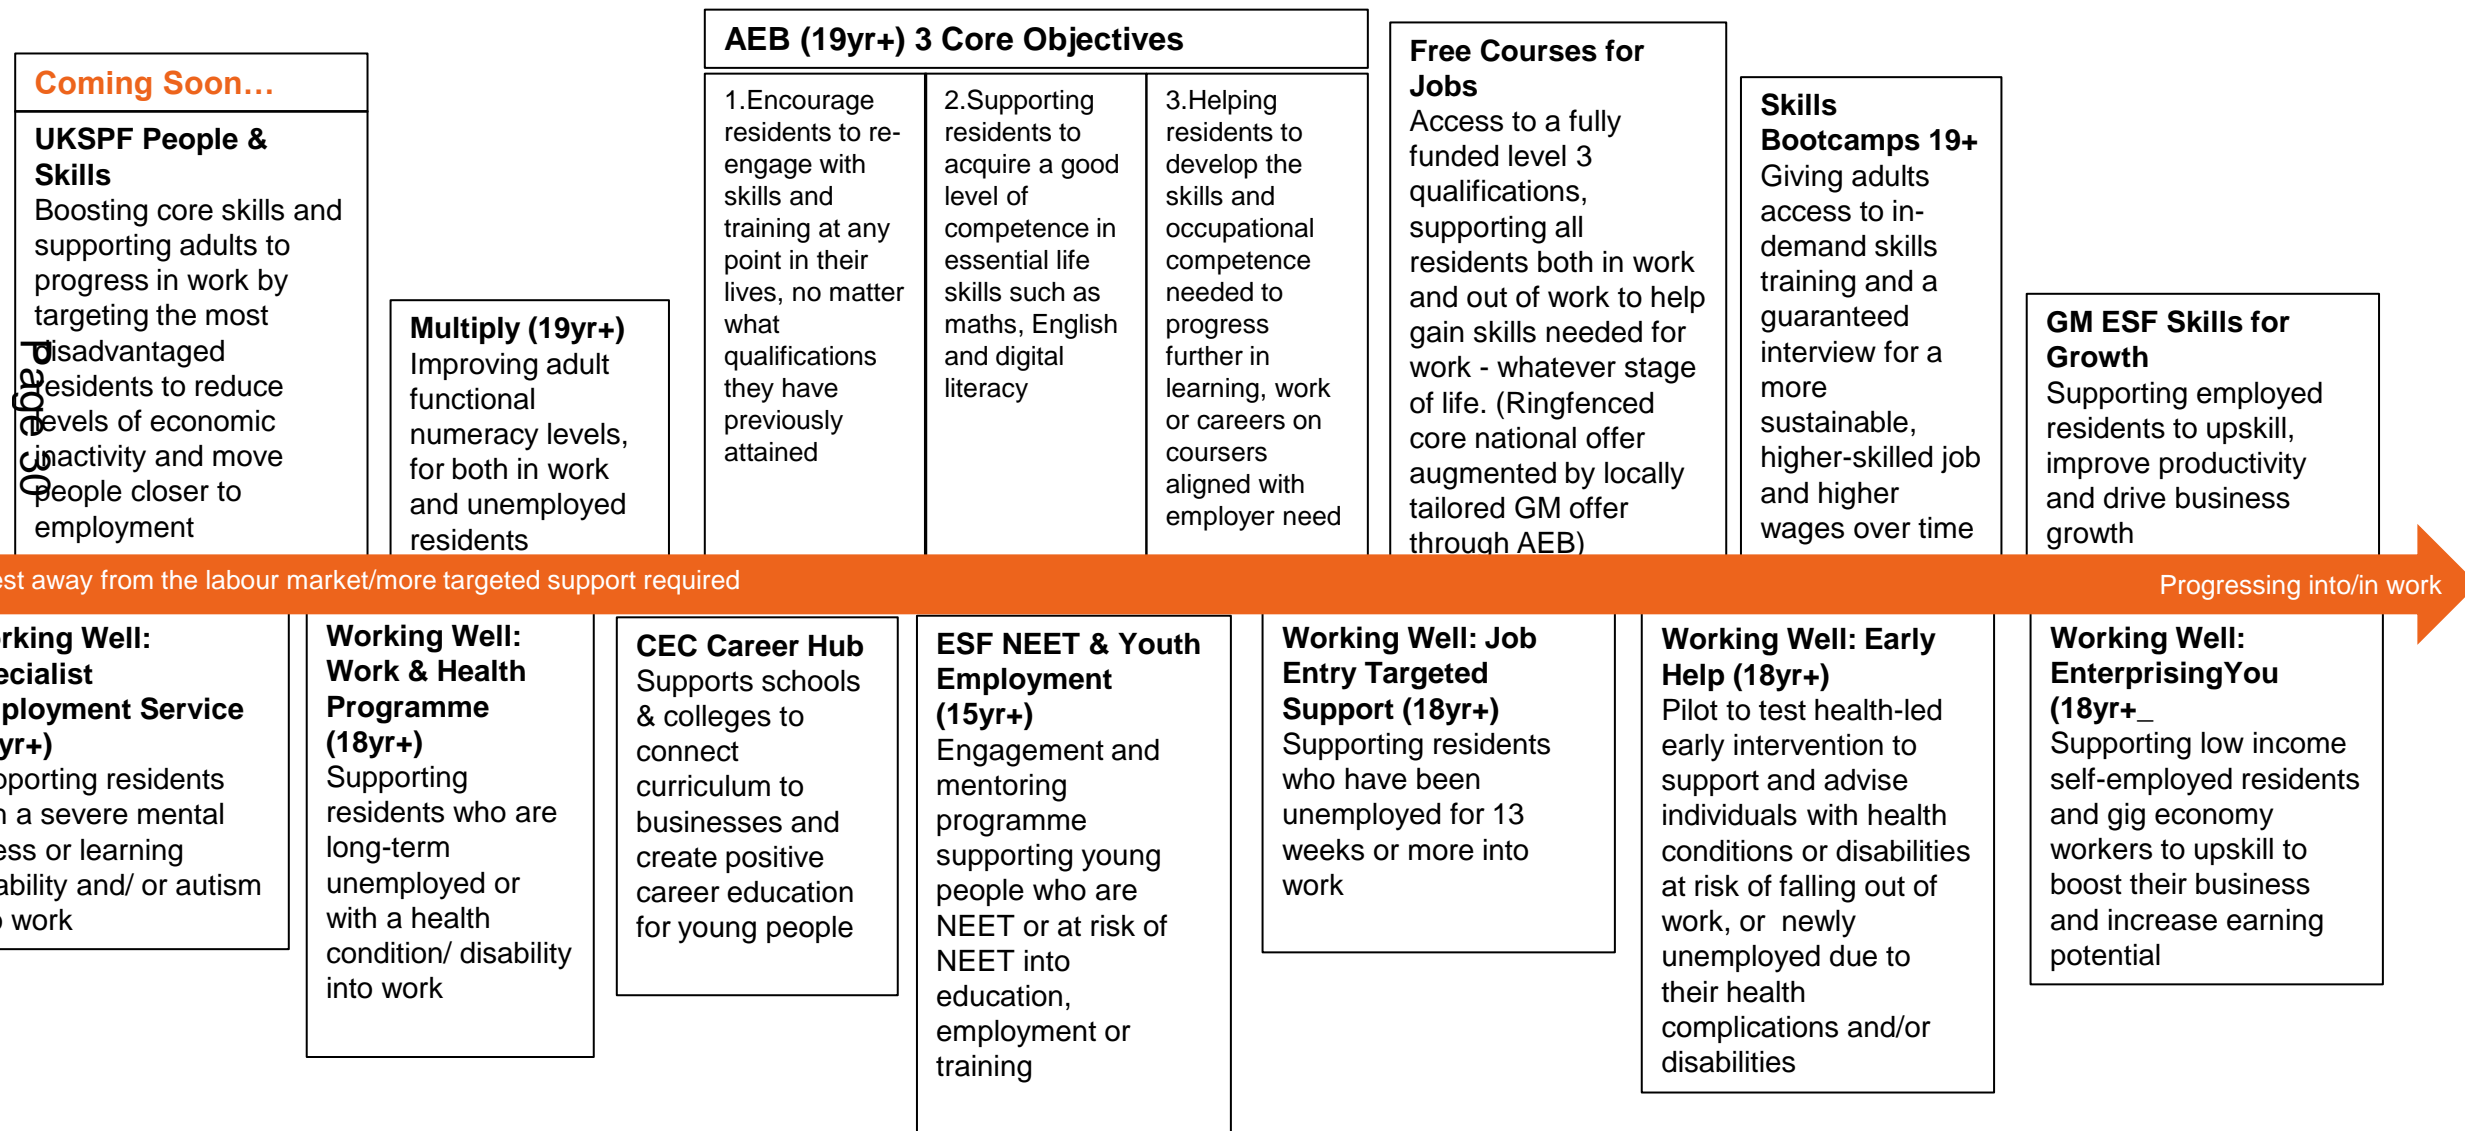 Coming Soon…
UKSPF People &
Skills
Boosting core skills and
supporting adults to
progress in work by
targeting the most
disadvantaged
residents to reduce
levels of economic
inactivity and move
people closer to
employment
Page 30
Multiply (19yr+)
Improving adult
functional
numeracy levels,
for both in work
and unemployed
residents
AEB (19yr+) 3 Core Objectives
1.Encourage
residents to re-
engage with
skills and
training at any
point in their
lives, no matter
what
qualifications
they have
previously
attained
2.Supporting
residents to
acquire a good
level of
competence in
essential life
skills such as
maths, English
and digital
literacy
3.Helping
residents to
develop the
skills and
occupational
competence
needed to
progress
further in
learning, work
or careers on
coursers
aligned with
employer need
Free Courses for
Jobs
Access to a fully
funded level 3
qualifications,
supporting all
residents both in work
and out of work to help
gain skills needed for
work - whatever stage
of life. (Ringfenced
core national offer
augmented by locally
tailored GM offer
through AEB)
Skills
Bootcamps 19+
Giving adults
access to in-
demand skills
training and a
guaranteed
interview for a
more
sustainable,
higher-skilled job
and higher
wages over time
GM ESF Skills for
Growth
Supporting employed
residents to upskill,
improve productivity
and drive business
growth
away from the labour market/more targeted support required
Progressing into/in work
Well:
Service
residents
a severe mental
or learning
and/ or autism
work
Working Well:
Work & Health
Programme
(18yr+)
Supporting
residents who are
long-term
unemployed or
with a health
condition/ disability
into work
CEC Career Hub
Supports schools
& colleges to
connect
curriculum to
businesses and
create positive
career education
for young people
ESF NEET & Youth
Employment
(15yr+)
Engagement and
mentoring
programme
supporting young
people who are
NEET or at risk of
NEET into
education,
employment or
training
Working Well: Job
Entry Targeted
Support (18yr+)
Supporting residents
who have been
unemployed for 13
weeks or more into
work
Working Well: Early
Help (18yr+)
Pilot to test health-led
early intervention to
support and advise
individuals with health
conditions or disabilities
at risk of falling out of
work, or  newly
unemployed due to
their health
complications and/or
disabilities
Working Well:
EnterprisingYou
(18yr+_
Supporting low income
self-employed residents
and gig economy
workers to upskill to
boost their business
and increase earning
potential